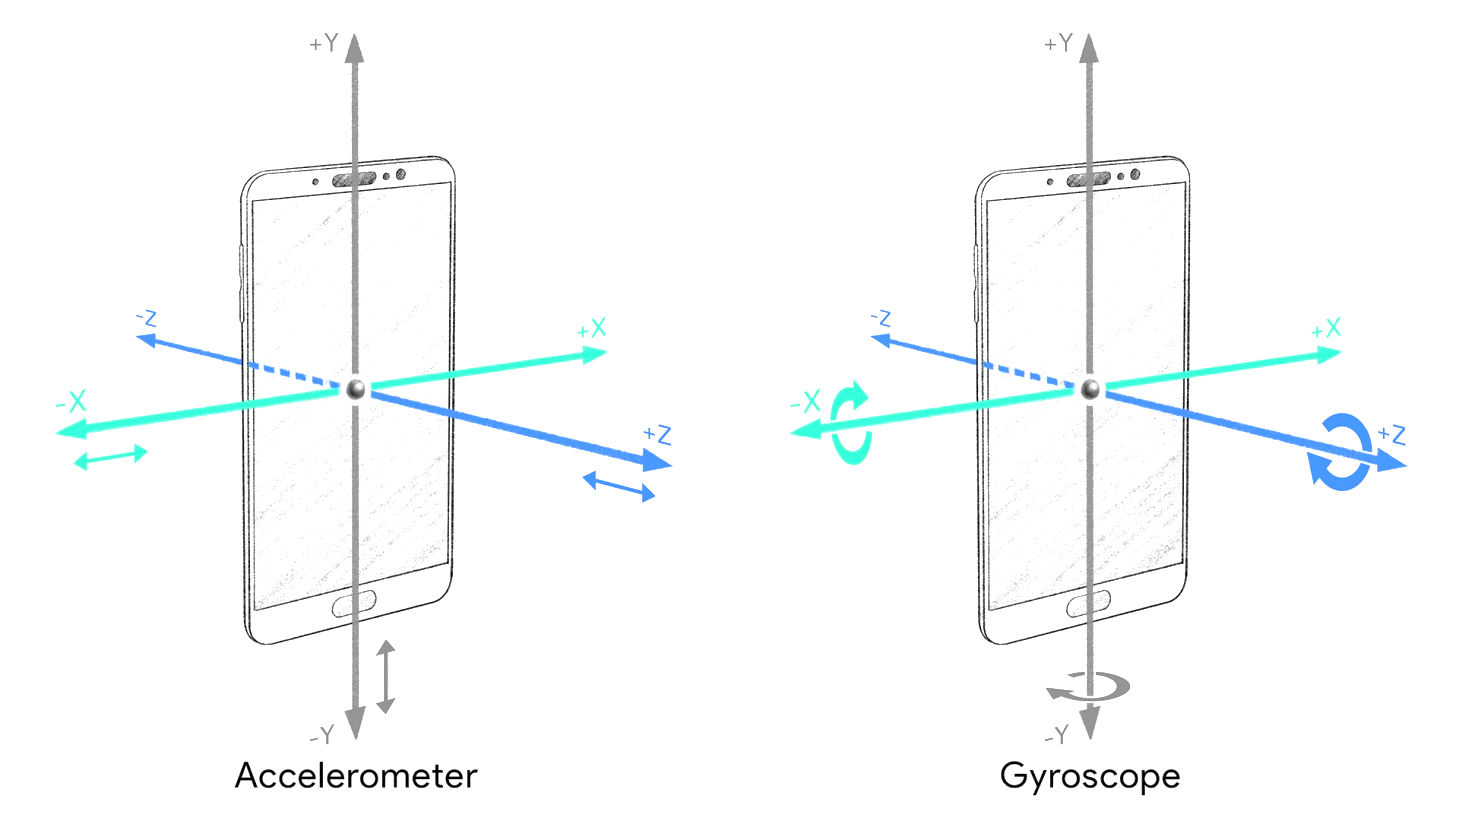 +Y
-Z
+X
-X
+Z
-Y
Accelerometer
+Y
-Z
+X
-X
+Z
-Y
Gyroscope